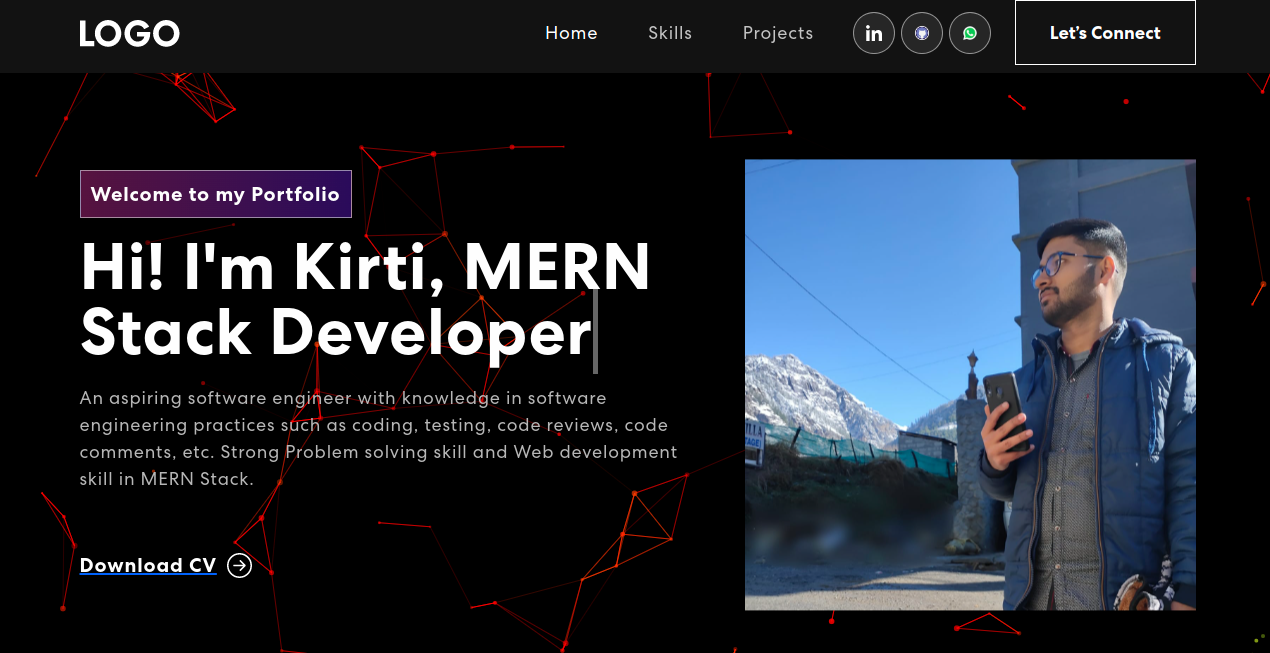 LOGO
Home
Skills
Projects
in
Let's Connect
Welcome to my Portfolio
Hi! I'm Kirti, MERN
Stack Developer
An aspiring software engineer with knowledge in software
engineering practices such as coding, testing, code reviews, code
comments, etc. Strong Problem solving skill and Web development
skill in MERN Stack.
Download CV